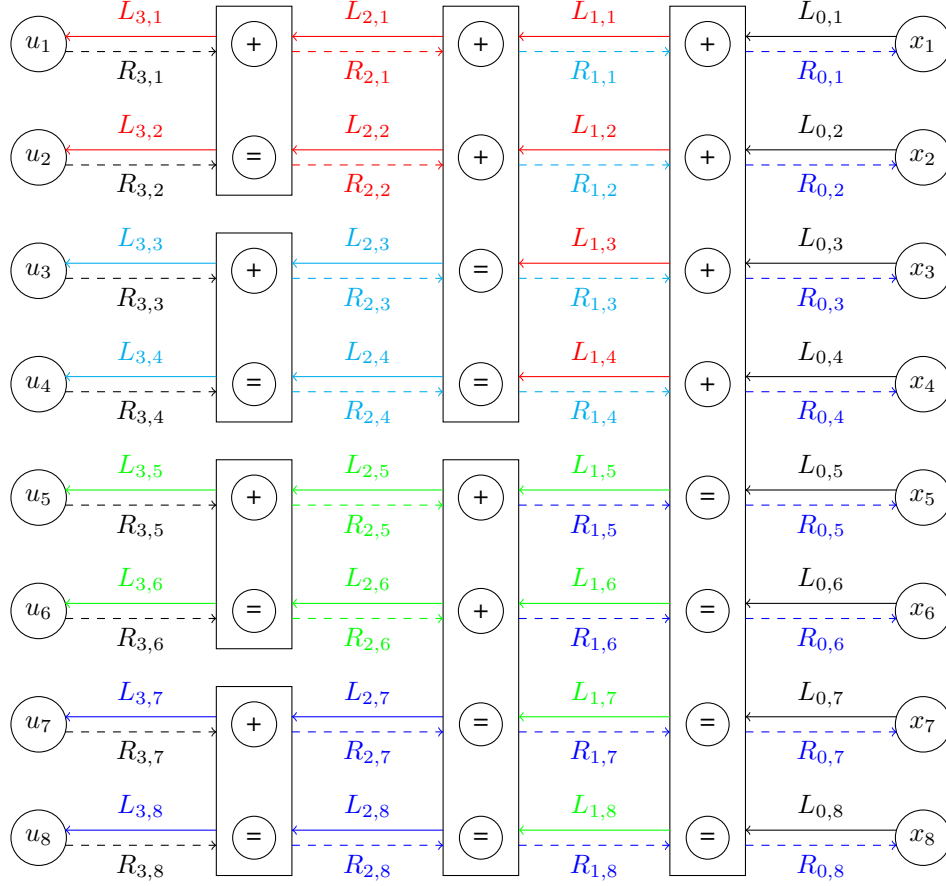 L3,1 L2,1 L1,1 L0,1
u1 + + + x1
R3,1 R2,1 R1,1 R0,1
L3,2 L2,2 L1,2 L0,2
u2 = + + x2
R3,2 R2,2 R1,2 R0,2
L3,3 L2,3 L1,3 L0,3
u3 + = + x3
R3,3 R2,3 R1,3 R0,3
L3,4 L2,4 L1,4 L0,4
u4 = = + x4
R3,4 R2,4 R1,4 R0,4
L3,5 L2,5 L1,5 L0,5
u5 + + = x5
R3,5 R2,5 R1,5 R0,5
L3,6 L2,6 L1,6 L0,6
u6 = + = x6
R3,6 R2,6 R1,6 R0,6
L3,7 L2,7 L1,7 L0,7
u7 + = = x7
R3,7 R2,7 R1,7 R0,7
L3,8 L2,8 L1,8 L0,8
u8 = = = x8
R3,8 R2,8 R1,8 R0,8